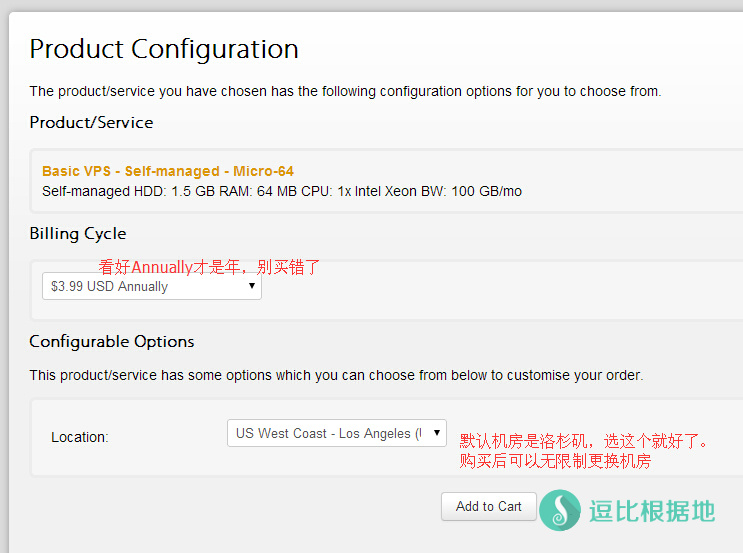 Product Configuration
The product/service you have chosen has the following configuration options for you to choose from.
Product/Service
Basic VPS - Self-managed - Micro-64
Self-managed HDD: 1.5 GB RAM: 64 MB CPU: 1x Intel Xeon BW: 100 GB/mo
Billing Cycle
看好Annually才是年，别买错了
$3.99 USD Annually
Configurable Options
This product/service has some options which you can choose from below to customise your order.
Location:
US West Coast - Los Angeles (U
默认机房是洛杉矶，选这个就好了。
购买后可以无限制更换机房
Add to Cart
逗比根据地